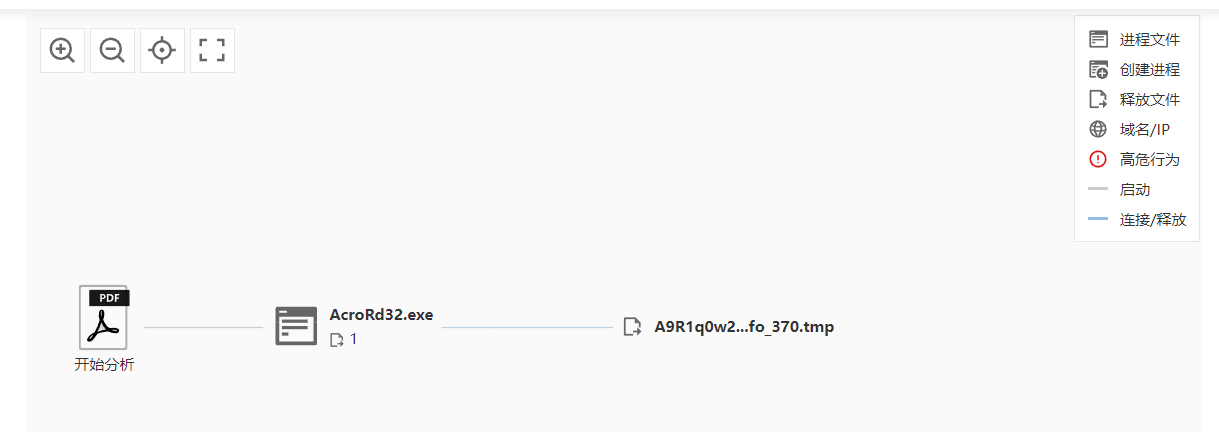 进程文件
创建进程
释放文件
域名/IP
高危行为
启动
连接/释放
PDF
开始分析
AcroRd32.exe
1
A9R1q0w2...fo_370.tmp